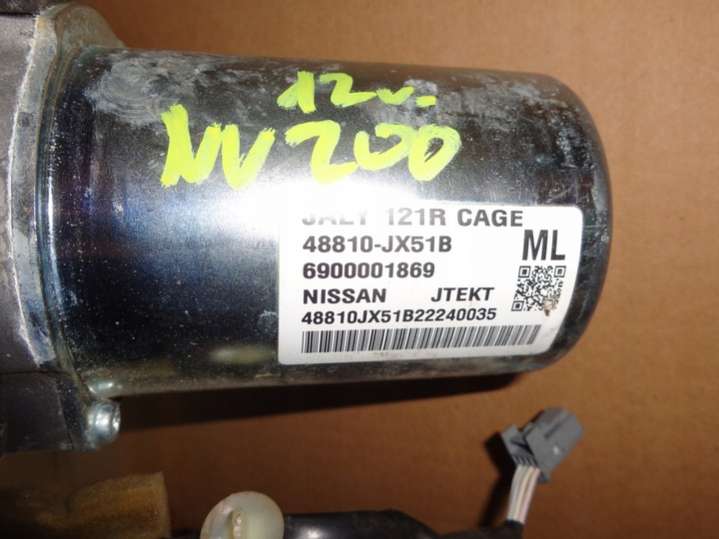 12v.
NV200
121R CAGE
48810-JX51B
ML
6900001869
NISSAN JTEKT
48810JX51B22240035